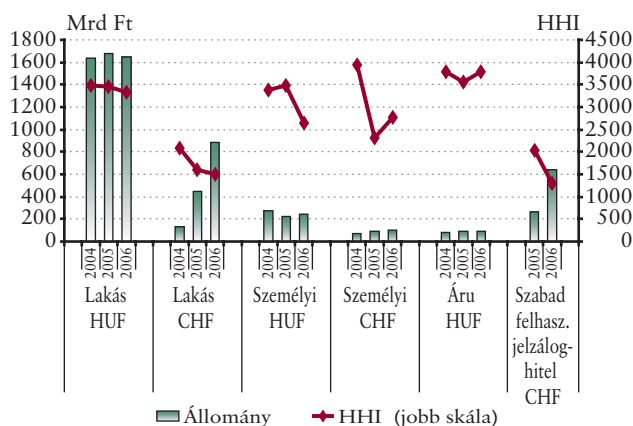 Mrd Ft HHI
1800 4500
1600 4000
1400 3500
1200 3000
1000 2500
800 2000
600 1500
400 1000
200 500
0 0
2004 2005 2006 2004 2005 2006 2004 2005 2006 2004 2005 2006 2004 2005 2006 2005 2006
Lakás Lakás Személyi Személyi Áru Szabad
HUF CHF HUF CHF HUF felhasz.
jelzálog-
hitel
CHF
Állomány HHI (jobb skála)